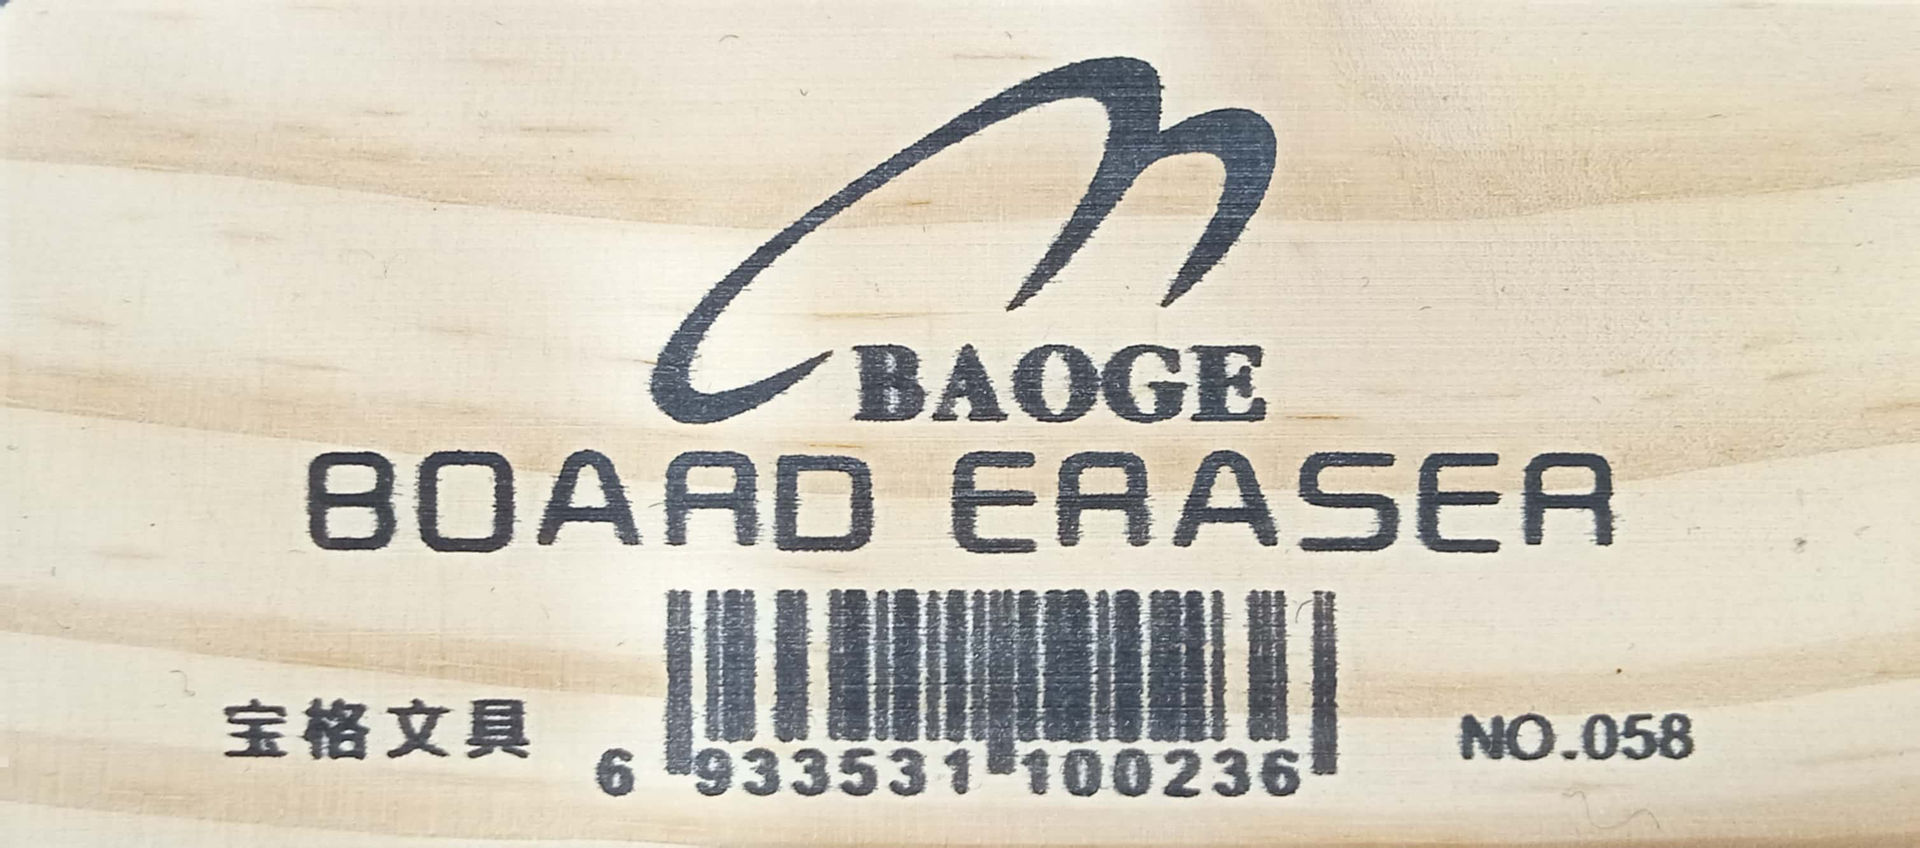 BAOGE
BOARD ERASER
宝格文具
6 933531 100236
NO.058